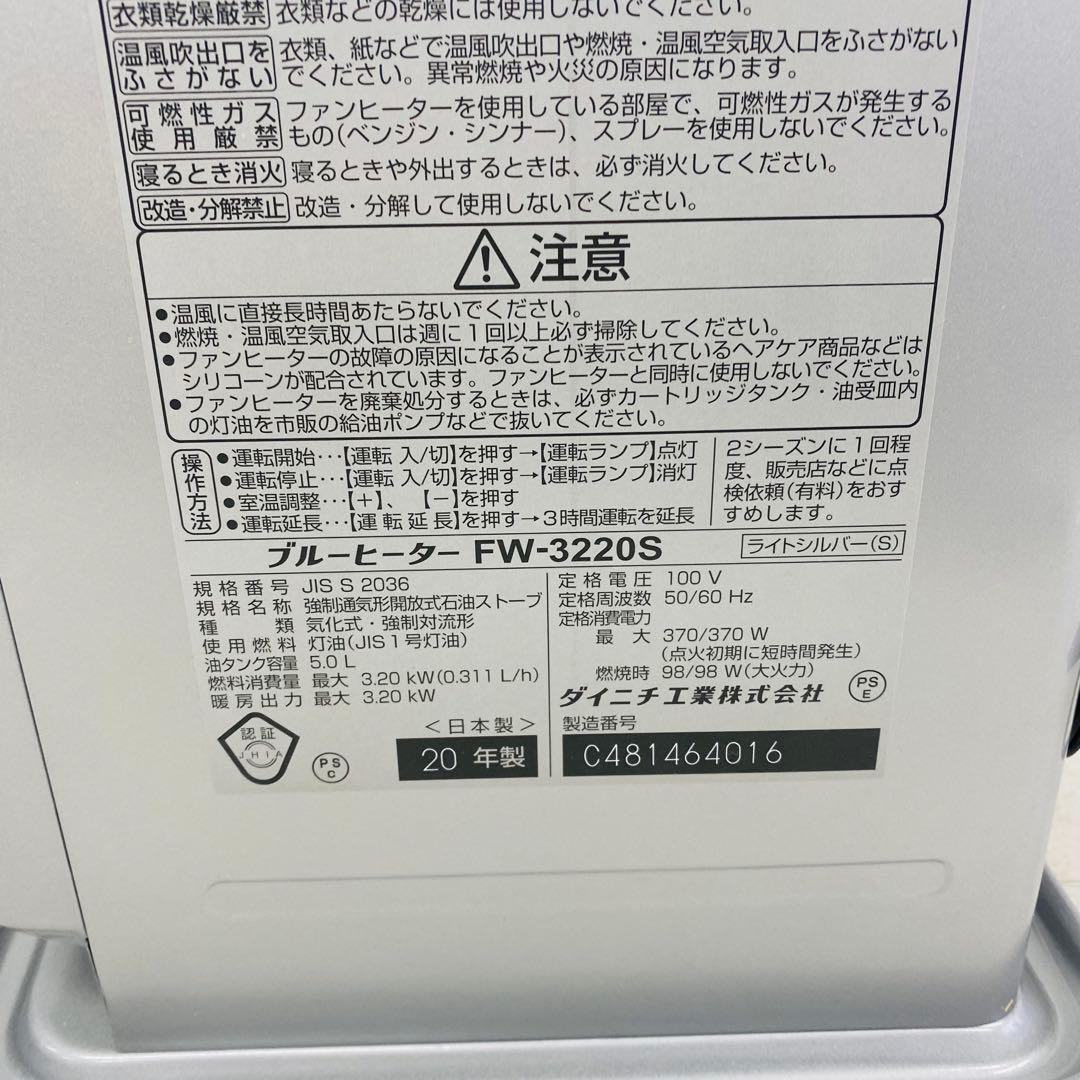 衣類乾燥厳禁 衣類などの乾燥には使用しないでください。
温風吹出口をふさがない 衣類、紙などで温風吹出口や燃焼・温風空気取入口をふさがない
でください。異常燃焼や火災の原因になります。
可燃性ガス使用厳禁 ファンヒーターを使用している部屋で、可燃性ガスが発生する
もの(ベンジン・シンナー)、スプレーを使用しないでください。
寝るとき消火 寝るときや外出するときは、必ず消火してください。
改造・分解禁止 改造・分解して使用しないでください。
注意
●温風に直接長時間あたらないでください。
●燃焼・温風空気取入口は週に1回以上必ず掃除してください。
●ファンヒーターの故障の原因になることが表示されているヘアケア商品などは
シリコーンが配合されています。ファンヒーターと同時に使用しないでください。
●ファンヒーターを廃棄処分するときは、必ずカートリッジタンク・油受皿内
の灯油を市販の給油ポンプなどで抜いてください。
操作方法
●運転開始…【運転 入/切】を押す→【運転ランプ】点灯
●運転停止…【運転 入/切】を押す→【運転ランプ】消灯
●室温調整…【+】、【-】を押す
●運転延長…【運転延長】を押す→3時間運転を延長
2シーズンに1回程
度、販売店などに点
検依頼(有料)をおす
すめします。
ブルーヒーター FW-3220S ライトシルバー(S)
規格番号 JIS S 2036
規格名称 強制通気形開放式石油ストーブ
種類 気化式・強制対流形
使用燃料 灯油(JIS1号灯油)
油タンク容量 5.0 L
燃料消費量 最大 3.20 kW(0.311 L/h)
暖房出力 最大 3.20 kW
定格電圧 100 V
定格周波数 50/60 Hz
定格消費電力
最大 370/370 W
(点火初期に短時間発生)
燃焼時 98/98 W(大火力)
ダイニチ工業株式会社 PS E
認証 JHIA
PS C
<日本製>
20 年製
製造番号
C481464016